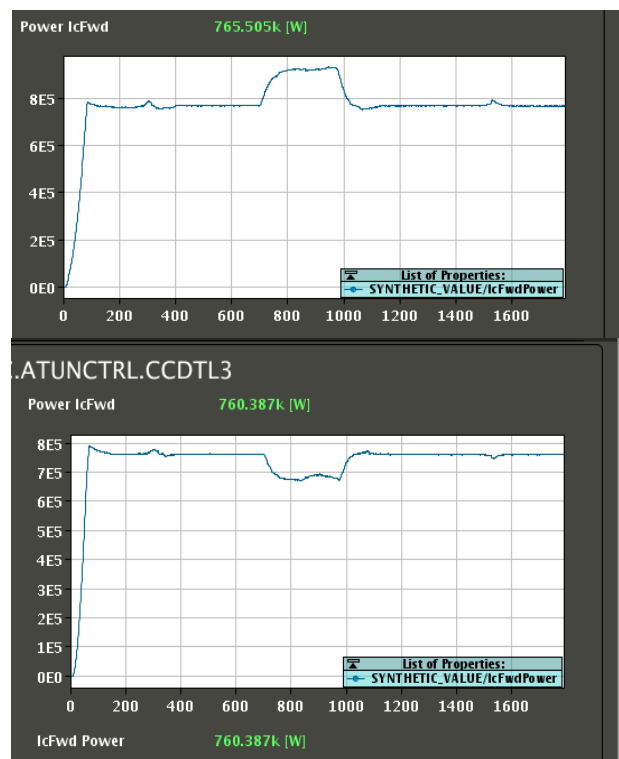 Power IcFwd 765.505k [W]
8E5
6E5
4E5
2E5
0E0
List of Properties:
SYNTHETIC_VALUE/IcFwdPower
0 200 400 600 800 1000 1200 1400 1600
.ATUNCTRL.CCDTL3
Power IcFwd 760.387k [W]
8E5
7E5
6E5
5E5
4E5
3E5
2E5
1E5
0E0
List of Properties:
SYNTHETIC_VALUE/IcFwdPower
0 200 400 600 800 1000 1200 1400 1600
IcFwd Power 760.387k [W]